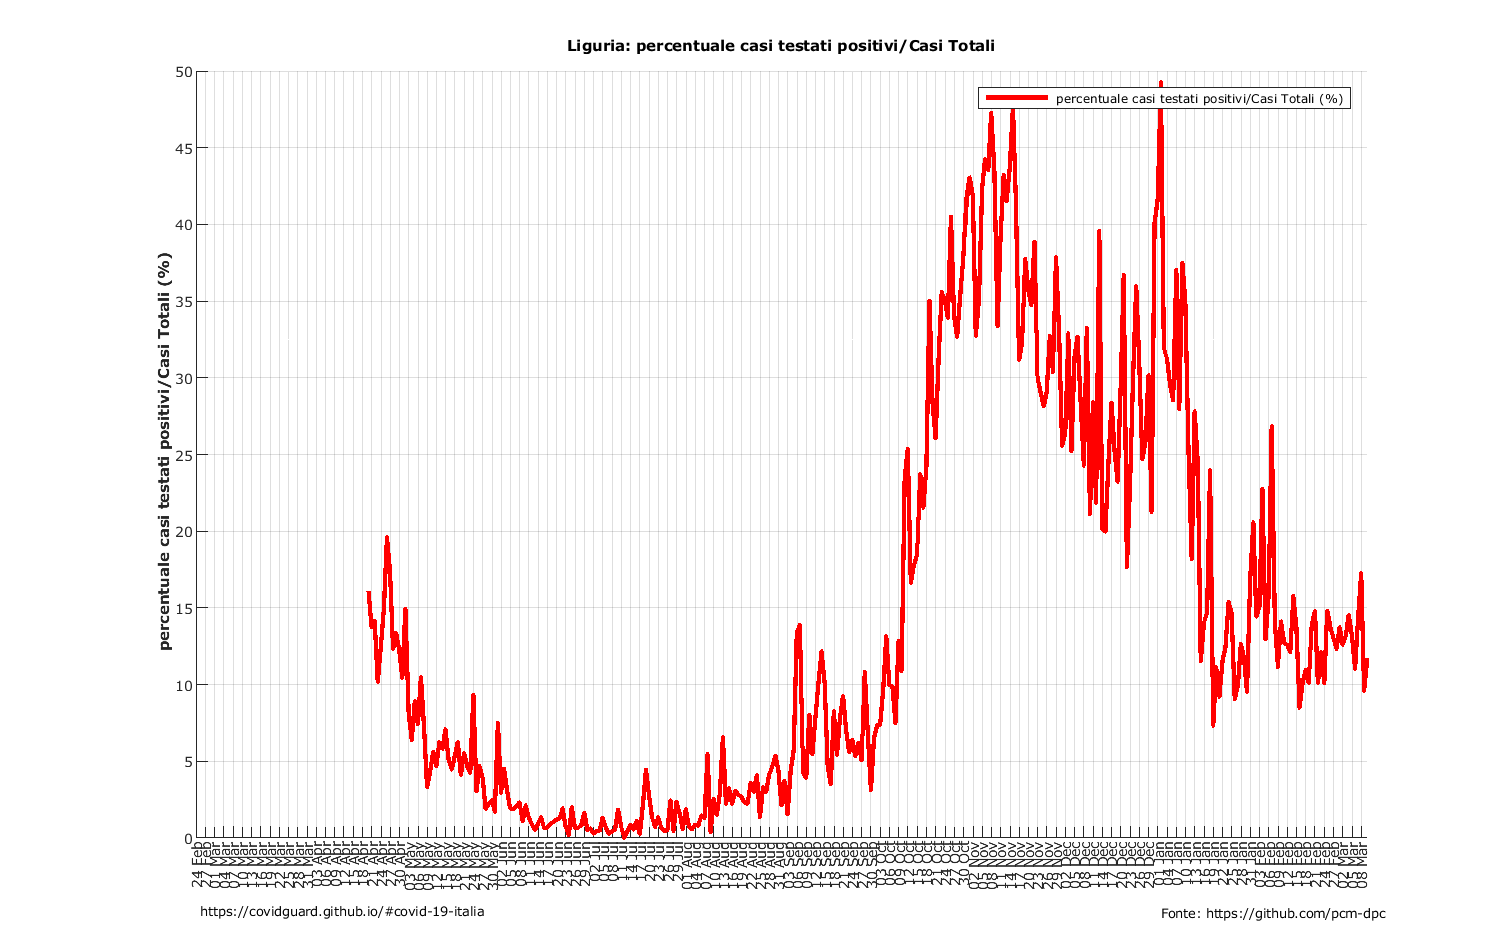 Liguria: percentuale casi testati positivi/Casi Totali
percentuale casi testati positivi/Casi Totali (%)
percentuale casi testati positivi/Casi Totali (%)
50
45
40
35
30
25
20
15
10
5
0
24 Feb
27 Feb
01 Mar
04 Mar
07 Mar
10 Mar
13 Mar
16 Mar
19 Mar
22 Mar
25 Mar
28 Mar
31 Mar
03 Apr
06 Apr
09 Apr
12 Apr
15 Apr
18 Apr
21 Apr
24 Apr
27 Apr
30 Apr
03 May
06 May
09 May
12 May
15 May
18 May
21 May
24 May
27 May
30 May
02 Jun
05 Jun
08 Jun
11 Jun
14 Jun
17 Jun
20 Jun
23 Jun
26 Jun
29 Jun
02 Jul
05 Jul
08 Jul
11 Jul
14 Jul
17 Jul
20 Jul
23 Jul
26 Jul
29 Jul
01 Aug
04 Aug
07 Aug
10 Aug
13 Aug
16 Aug
19 Aug
22 Aug
25 Aug
28 Aug
31 Aug
03 Sep
06 Sep
09 Sep
12 Sep
15 Sep
18 Sep
21 Sep
24 Sep
27 Sep
30 Sep
03 Oct
06 Oct
09 Oct
12 Oct
15 Oct
18 Oct
21 Oct
24 Oct
27 Oct
30 Oct
02 Nov
05 Nov
08 Nov
11 Nov
14 Nov
17 Nov
20 Nov
23 Nov
26 Nov
29 Nov
02 Dec
05 Dec
08 Dec
11 Dec
14 Dec
17 Dec
20 Dec
23 Dec
26 Dec
29 Dec
01 Jan
04 Jan
07 Jan
10 Jan
13 Jan
16 Jan
19 Jan
22 Jan
25 Jan
28 Jan
31 Jan
03 Feb
06 Feb
09 Feb
12 Feb
15 Feb
18 Feb
21 Feb
24 Feb
27 Feb
02 Mar
05 Mar
08 Mar
https://covidguard.github.io/#covid-19-italia
Fonte: https://github.com/pcm-dpc